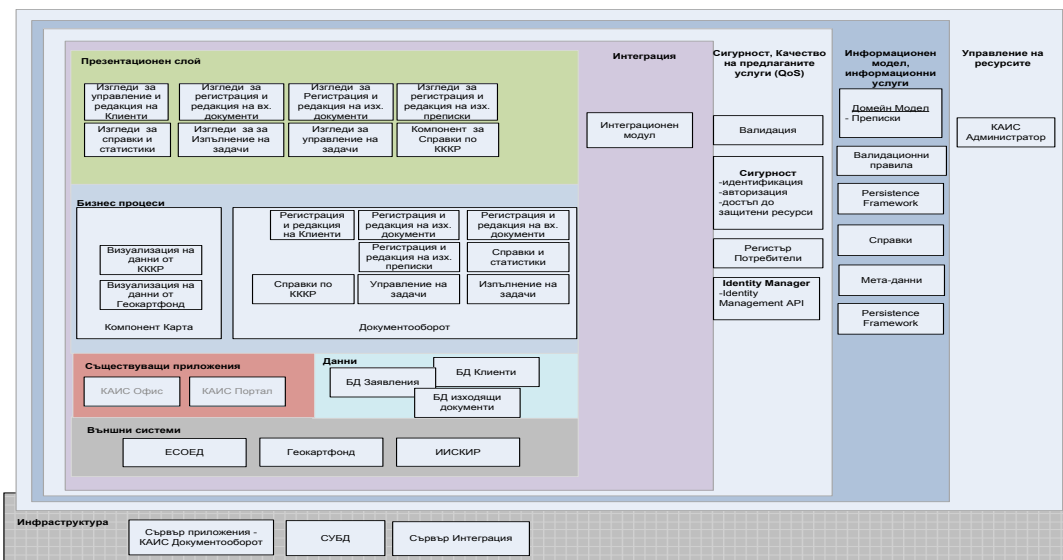 Презентационен слой
Изгледи за
управление и
редакция на
Клиенти
Изгледи за
регистрация и
редакция на вх.
документи
Изгледи за
Регистрация и
редакция на изх.
документи
Изгледи за
регистрация и
редакция на изх.
преписки
Изгледи за
справки и
статистики
Изгледи за за
Изпълнение на
задачи
Изгледи за
управление на
задачи
Компонент за
Справки по
КККР
Бизнес процеси
Визуализация на
данни от
КККР
Визуализация на
данни от
Геокартфонд
Компонент Карта
Регистрация
и редакция
на Клиенти
Регистрация и
редакция на изх.
документи
Регистрация и
редакция на вх.
документи
Регистрация и
редакция на изх.
преписки
Справки и
статистики
Справки по
КККР
Управление на
задачи
Изпълнение на
задачи
Документооборот
Съществуващи приложения
КАИС Офис
КАИС Портал
Данни
БД Заявления
БД Клиенти
БД изходящи
документи
Външни системи
ЕСОЕД
Геокартфонд
ИИСКИР
Интеграция
Интеграционен
модул
Сигурност, Качество
на предлаганите
услуги (QoS)
Валидация
Сигурност
-идентификация
-авторизация
-достъп до
защитени ресурси
Регистър
Потребители
Identity Manager
-Identity
Management API
Информационен
модел,
информационни
услуги
Домейн Модел
- Преписки
Валидационни
правила
Persistence
Framework
Справки
Мета-данни
Persistence
Framework
Управление на
ресурсите
КАИС
Администратор
Инфраструктура
Сървър приложения -
КАИС Документооборот
СУБД
Сървър Интеграция